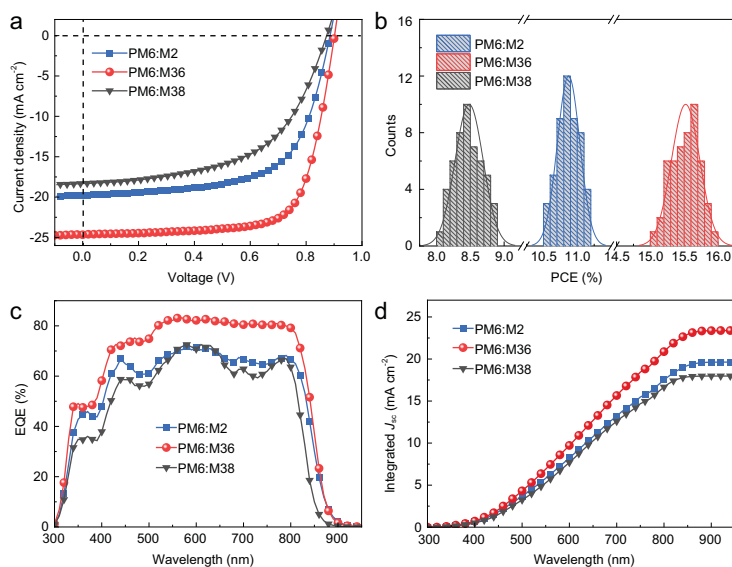 a
0
-5
-10
-15
-20
-25
Current density (mA cm⁻²)
PM6:M2
PM6:M36
PM6:M38
0.0 0.2 0.4 0.6 0.8 1.0
Voltage (V)
b
16
12
8
4
0
Counts
PM6:M2
PM6:M36
PM6:M38
8.0 8.5 9.0 10.5 11.0 14.5 15.0 15.5 16.0
PCE (%)
c
80
60
40
20
0
EQE (%)
PM6:M2
PM6:M36
PM6:M38
300 400 500 600 700 800 900
Wavelength (nm)
d
25
20
15
10
5
0
Integrated Jsc (mA cm⁻²)
PM6:M2
PM6:M36
PM6:M38
300 400 500 600 700 800 900
Wavelength (nm)